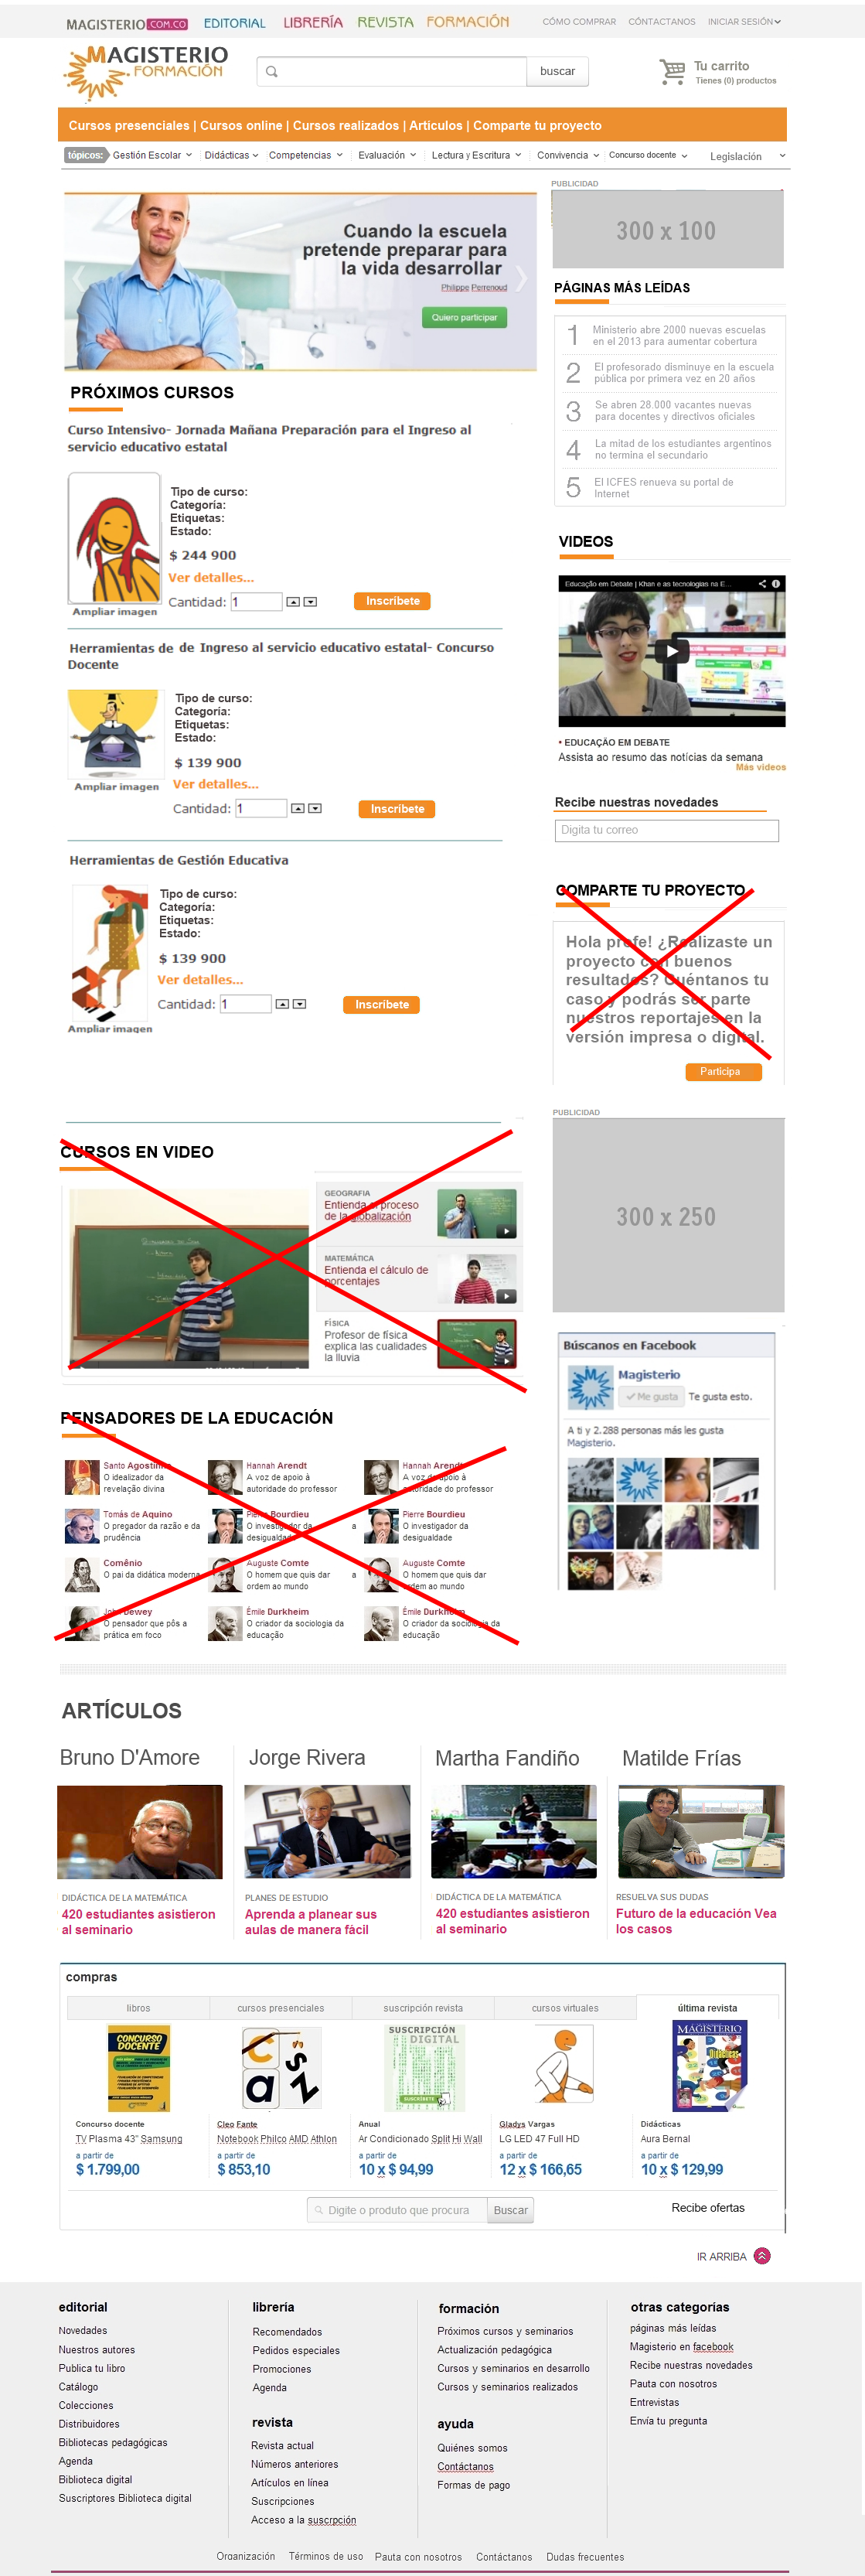 MAGISTERIO.COM.CO EDITORIAL LIBRERÍA REVISTA FORMACIÓN CÓMO COMPRAR CÓNTACTANOS INICIAR SESIÓN
MAGISTERIO
FORMACIÓN
buscar
Tu carrito
Tienes (0) productos
Cursos presenciales | Cursos online | Cursos realizados | Artículos | Comparte tu proyecto
tópicos: Gestión Escolar Didácticas Competencias Evaluación Lectura y Escritura Convivencia Concurso docente Legislación
Cuando la escuela
pretende preparar para
la vida desarrollar
Philippe Perrenoud
Quiero participar
PUBLICIDAD
300 x 100
PÁGINAS MÁS LEÍDAS
1 Ministerio abre 2000 nuevas escuelas
en el 2013 para aumentar cobertura
2 El profesorado disminuye en la escuela
pública por primera vez en 20 años
3 Se abren 28.000 vacantes nuevas
para docentes y directivos oficiales
4 La mitad de los estudiantes argentinos
no termina el secundario
5 El ICFES renueva su portal de
Internet
PRÓXIMOS CURSOS
Curso Intensivo- Jornada Mañana Preparación para el Ingreso al
servicio educativo estatal
Tipo de curso:
Categoría:
Etiquetas:
Estado:
$ 244 900
Ver detalles...
Cantidad: 1 Inscríbete
Ampliar imagen
Herramientas de de Ingreso al servicio educativo estatal- Concurso
Docente
Tipo de curso:
Categoría:
Etiquetas:
Estado:
$ 139 900
Ver detalles...
Ampliar imagen
Cantidad: 1 Inscríbete
Herramientas de Gestión Educativa
Tipo de curso:
Categoría:
Etiquetas:
Estado:
$ 139 900
Ver detalles...
Cantidad: 1 Inscríbete
Ampliar imagen
VIDEOS
Educação em Debate | Khan e as tecnologias na E...
• EDUCAÇÃO EM DEBATE
Assista ao resumo das notícias da semana
Más videos
Recibe nuestras novedades
Digita tu correo
COMPARTE TU PROYECTO
Hola profe! ¿Realizaste un
proyecto con buenos
resultados? Cuéntanos tu
caso y podrás ser parte
nuestros reportajes en la
versión impresa o digital.
Participa
PUBLICIDAD
300 x 250
CURSOS EN VIDEO
GEOGRAFIA
Entienda el proceso
de la globalización
MATEMÁTICA
Entienda el cálculo de
porcentajes
FÍSICA
Profesor de física
explica las cualidades
la lluvia
Búscanos en Facebook
Magisterio
Me gusta Te gusta esto.
A ti y 2.288 personas más les gusta
Magisterio.
PENSADORES DE LA EDUCACIÓN
Santo Agostinho
O idealizador da
revelação divina
Hannah Arendt
A voz de apoio à
autoridade do professor
Hannah Arendt
A voz de apoio à
autoridade do professor
Tomás de Aquino
O pregador da razão e da
prudência
Pierre Bourdieu
O investigador da a
desigualdade
Pierre Bourdieu
O investigador da
desigualdade
Comênio
O pai da didática moderna
Auguste Comte
O homem que quis dar a
ordem ao mundo
Auguste Comte
O homem que quis dar
ordem ao mundo
John Dewey
O pensador que pôs a
prática em foco
Émile Durkheim
O criador da sociologia da
educação
Émile Durkheim
O criador da sociologia da
educação
ARTÍCULOS
Bruno D'Amore
DIDÁCTICA DE LA MATEMÁTICA
420 estudiantes asistieron
al seminario
Jorge Rivera
PLANES DE ESTUDIO
Aprenda a planear sus
aulas de manera fácil
Martha Fandiño
DIDÁCTICA DE LA MATEMÁTICA
420 estudiantes asistieron
al seminario
Matilde Frías
RESUELVA SUS DUDAS
Futuro de la educación Vea
los casos
compras
libros cursos presenciales suscripción revista cursos virtuales última revista
CONCURSO
DOCENTE
SUSCRIPCIÓN
DIGITAL
SUSCRÍBETE
MAGISTERIO
Didácticas
Concurso docente
TV Plasma 43" Samsung
a partir de
$ 1.799,00
Cleo Fante
Notebook Philco AMD Athlon
a partir de
$ 853,10
Anual
Ar Condicionado Split Hi Wall
a partir de
10 x $ 94,99
Gladys Vargas
LG LED 47 Full HD
a partir de
12 x $ 166,65
Didácticas
Aura Bernal
a partir de
10 x $ 129,99
Digite o produto que procura Buscar
Recibe ofertas
IR ARRIBA
editorial
Novedades
Nuestros autores
Publica tu libro
Catálogo
Colecciones
Distribuidores
Bibliotecas pedagógicas
Agenda
Biblioteca digital
Suscriptores Biblioteca digital
librería
Recomendados
Pedidos especiales
Promociones
Agenda
revista
Revista actual
Números anteriores
Artículos en línea
Suscripciones
Acceso a la suscrpción
formación
Próximos cursos y seminarios
Actualización pedagógica
Cursos y seminarios en desarrollo
Cursos y seminarios realizados
ayuda
Quiénes somos
Contáctanos
Formas de pago
otras categorías
páginas más leídas
Magisterio en facebook
Recibe nuestras novedades
Pauta con nosotros
Entrevistas
Envía tu pregunta
Organización Términos de uso Pauta con nosotros Contáctanos Dudas frecuentes